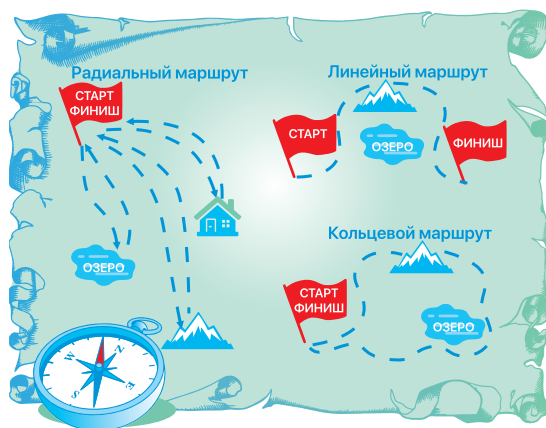 Радиальный маршрут
СТАРТ
ФИНИШ
ОЗЕРО
Линейный маршрут
СТАРТ
ОЗЕРО
ФИНИШ
Кольцевой маршрут
СТАРТ
ФИНИШ
ОЗЕРО
W
N
S
E